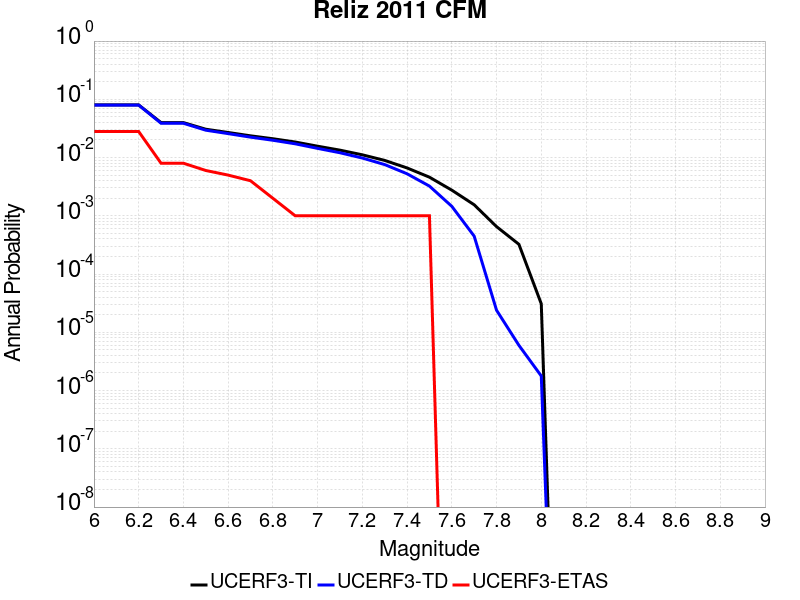 Reliz 2011 CFM
10^0
10^-1
10^-2
10^-3
10^-4
10^-5
10^-6
10^-7
10^-8
Annual Probability
6 6.2 6.4 6.6 6.8 7 7.2 7.4 7.6 7.8 8 8.2 8.4 8.6 8.8 9
Magnitude
UCERF3-TI UCERF3-TD UCERF3-ETAS